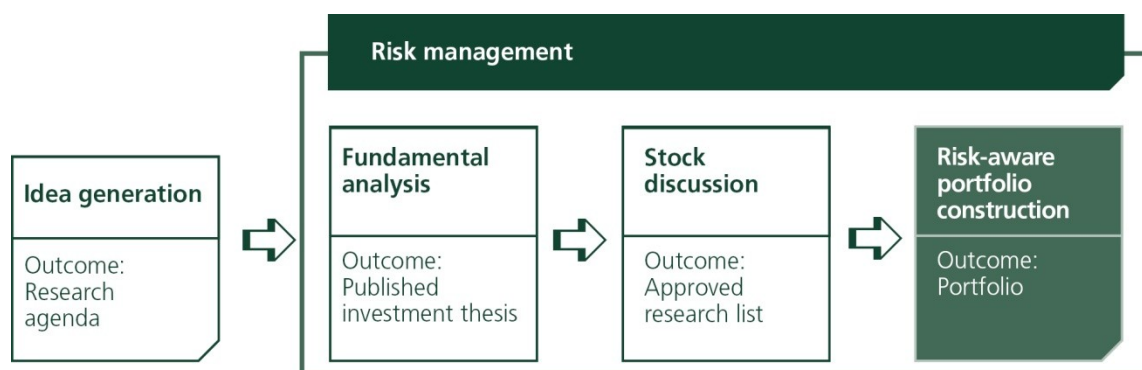 Risk management
Idea generation
Outcome:
Research
agenda
Fundamental
analysis
Outcome:
Published
investment thesis
Stock
discussion
Outcome:
Approved
research list
Risk-aware
portfolio
construction
Outcome:
Portfolio